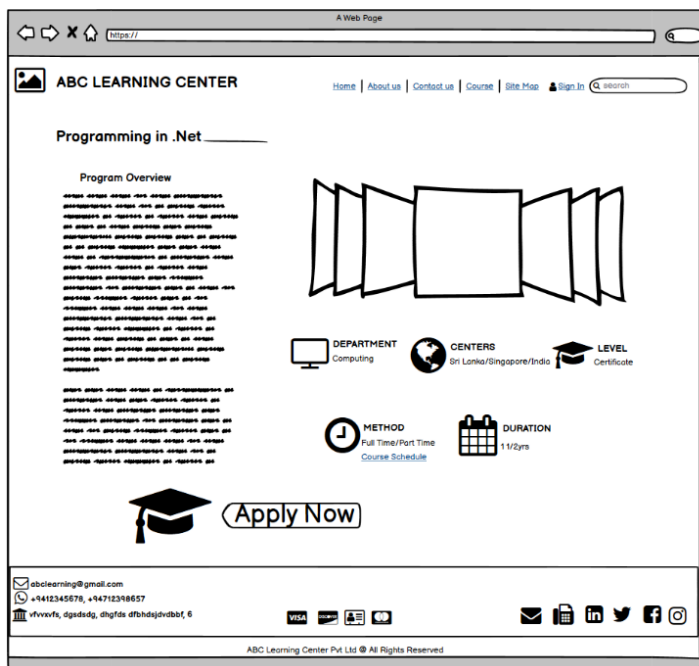 A Web Page
https://
ABC LEARNING CENTER
Home | About us | Contact us | Course | Site Map Sign In search
Programming in .Net
Program Overview
DEPARTMENT
Computing
CENTERS
Sri Lanka/Singapore/India
LEVEL
Certificate
METHOD
Full Time/Part Time
Course Schedule
DURATION
1 1/2yrs
Apply Now
abclearning@gmail.com
+9412345678, +94712398657
vfvvxvfs, dgsdsdg, dhgfds dfbhdsjdvdbbf, 6
VISA DISCOVER
ABC Learning Center Pvt Ltd @ All Rights Reserved